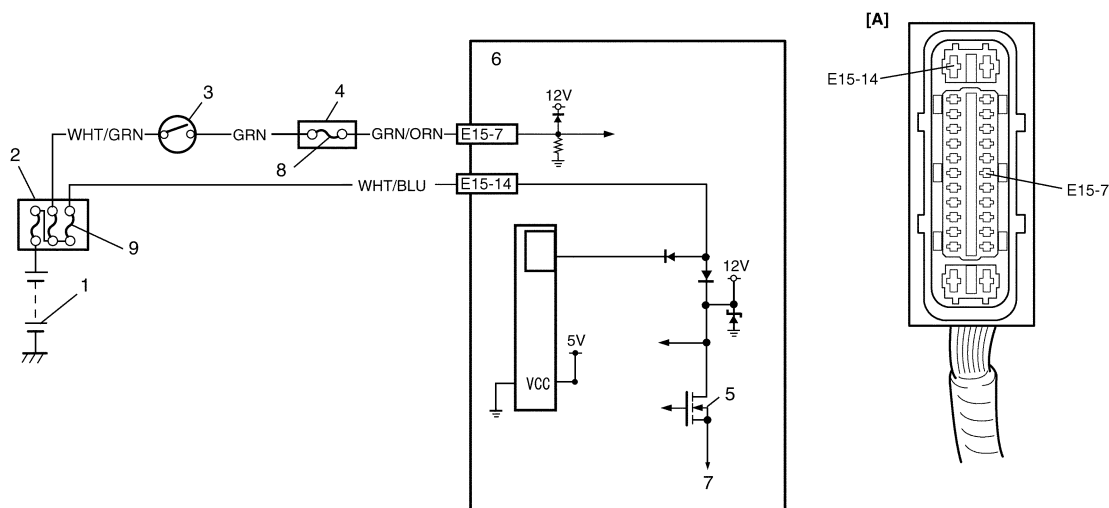 [A]
6
E15-14
3
4
12V
WHT/GRN
GRN
GRN/ORN
E15-7
2
8
WHT/BLU
E15-14
E15-7
9
12V
1
5V
VCC
5
7